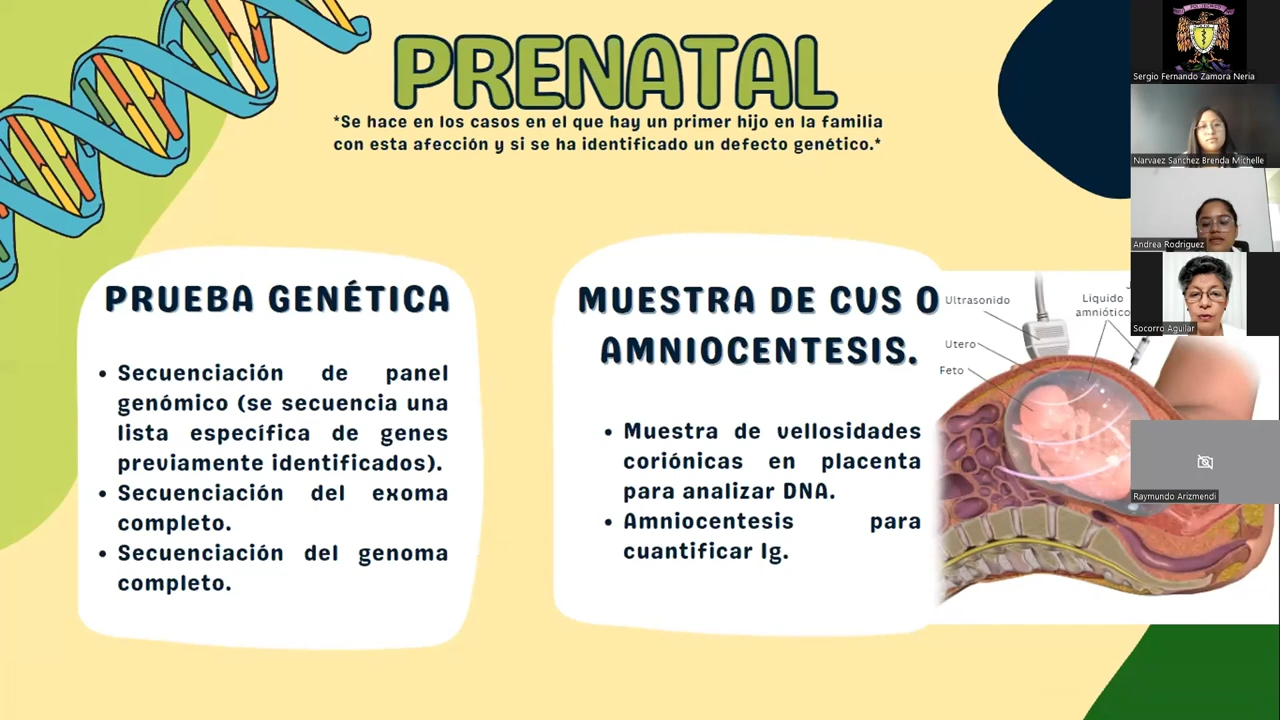 PRENATAL
*Se hace en los casos en el que hay un primer hijo en la familia
con esta afección y si se ha identificado un defecto genético.*
PRUEBA GENÉTICA
• Secuenciación de panel
genómico (se secuencia una
lista específica de genes
previamente identificados).
• Secuenciación del exoma
completo.
• Secuenciación del genoma
completo.
MUESTRA DE CVS O
AMNIOCENTESIS.
• Muestra de vellosidades
coriónicas en placenta
para analizar DNA.
• Amniocentesis para
cuantificar Ig.
Ultrasonido
Utero
Feto
Líquido
amniótico
Sergio Fernando Zamora Neria
Narvaez Sanchez Brenda Michelle
Andrea Rodriguez
Socorro Aguilar
Raymundo Arizmendi